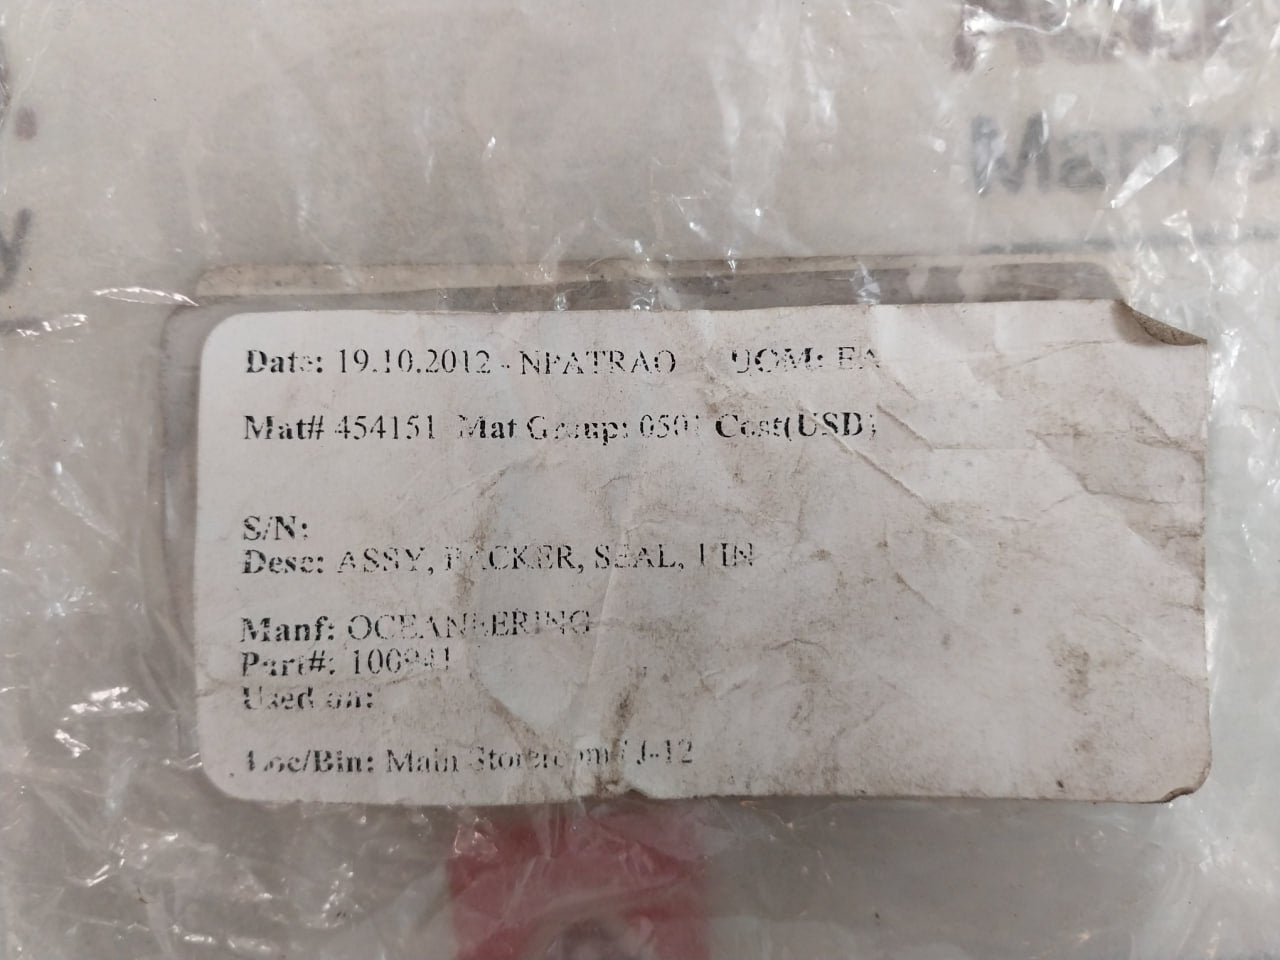 Date: 19.10.2012 - NPATRAO UOM: EA
Mat# 454151 Mat Group: 0501 Cost(USD)
S/N:
Desc: ASSY, PACKER, SEAL, PIN
Manf: OCEANEERING
Part#:
Used on:
Loc/Bin: Main Storeroom